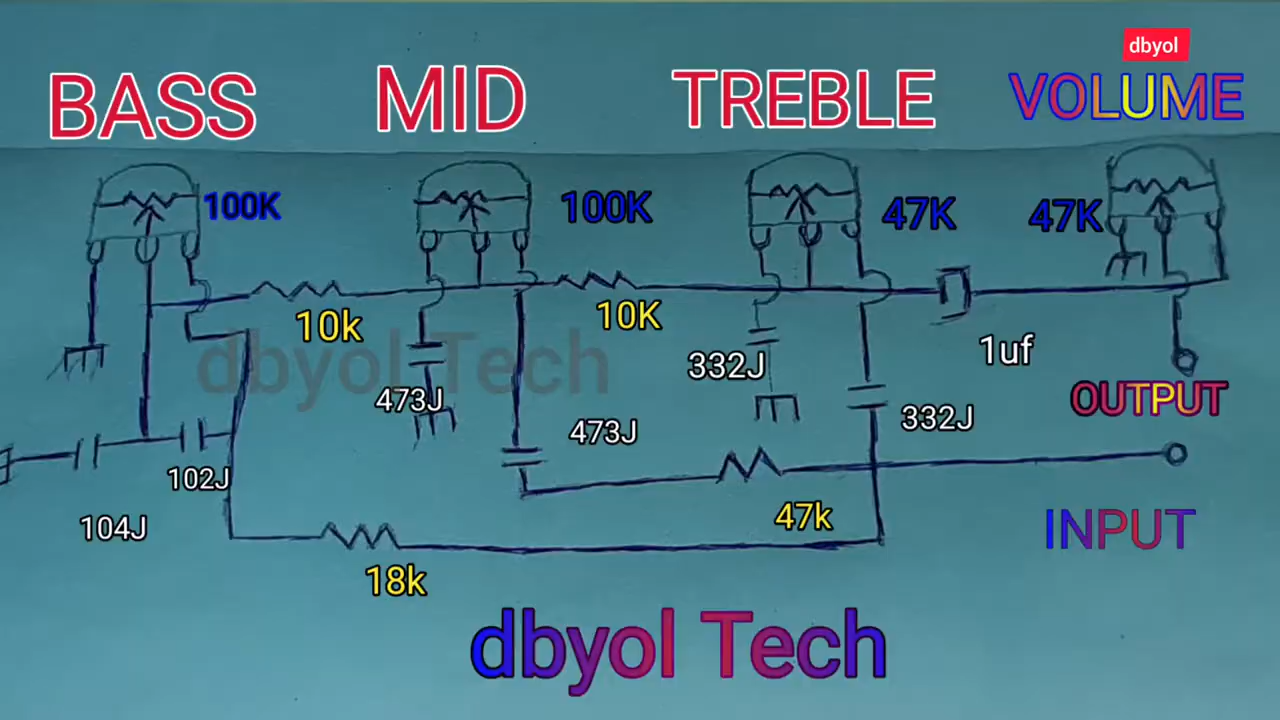 dbyol
BASS
MID
TREBLE
VOLUME
100K
100K
47K
47K
10k
10K
dbyol Tech
473J
332J
1uf
OUTPUT
473J
332J
102J
104J
47k
INPUT
18k
dbyol Tech